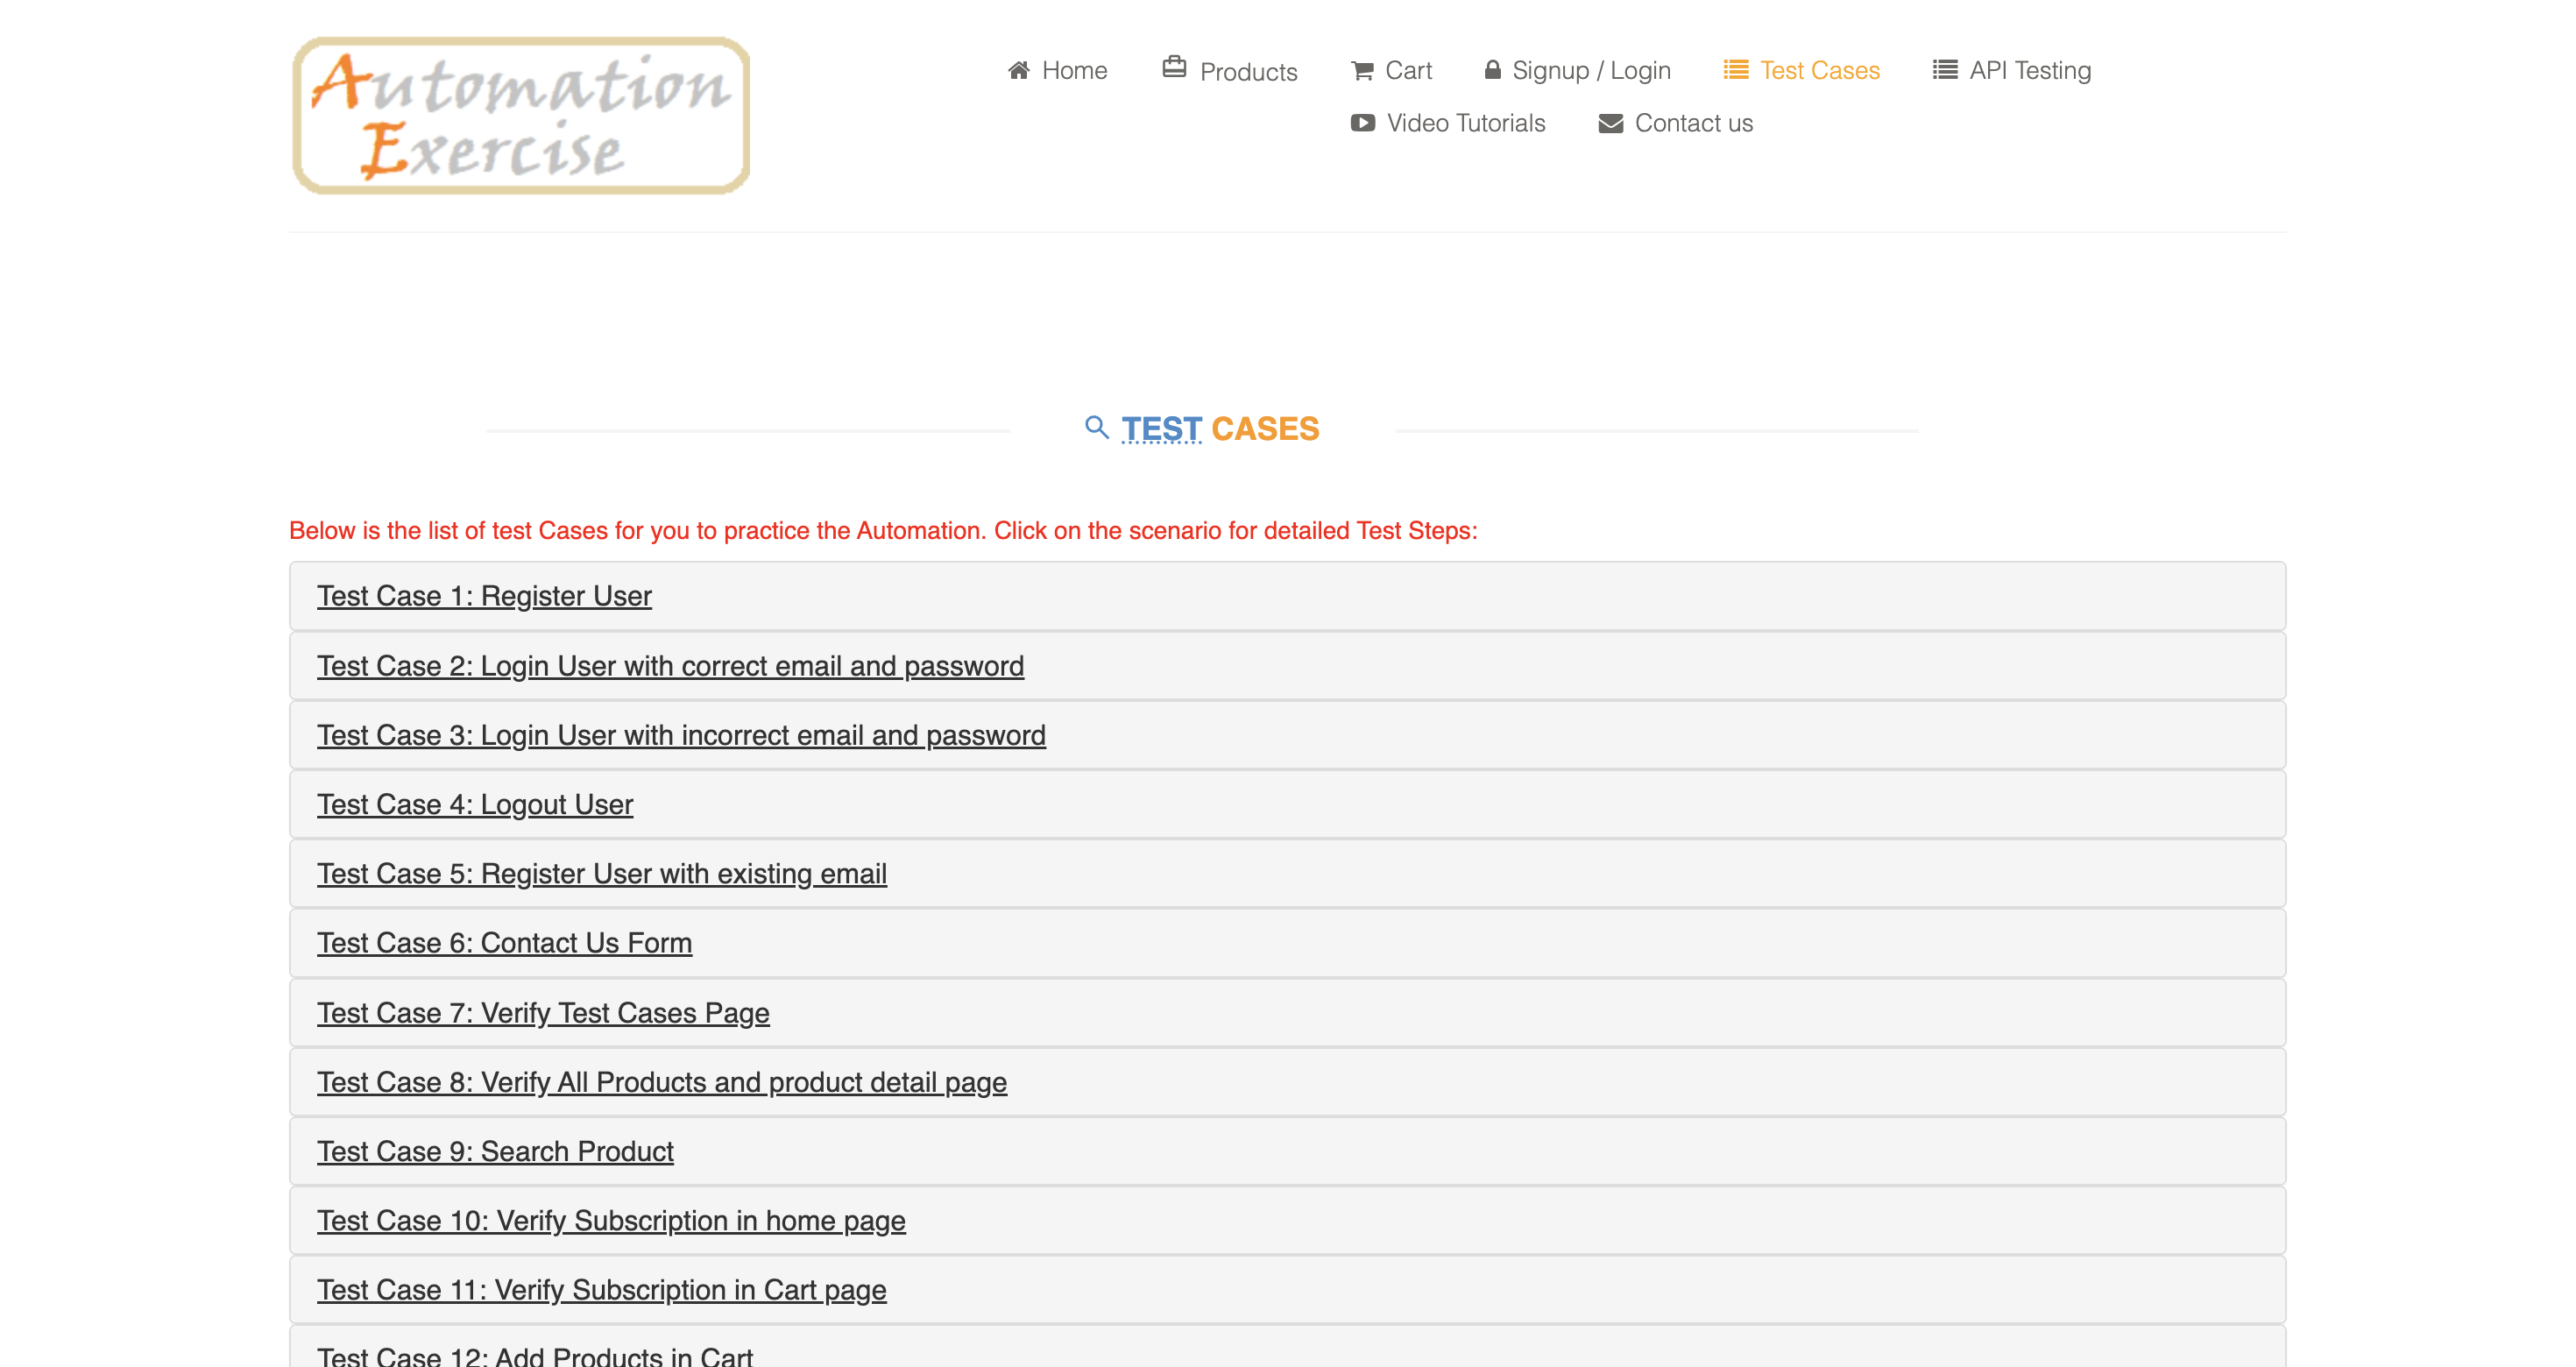 Automation
Exercise
Home Products Cart Signup / Login Test Cases API Testing
Video Tutorials Contact us
TEST CASES
Below is the list of test Cases for you to practice the Automation. Click on the scenario for detailed Test Steps:
Test Case 1: Register User
Test Case 2: Login User with correct email and password
Test Case 3: Login User with incorrect email and password
Test Case 4: Logout User
Test Case 5: Register User with existing email
Test Case 6: Contact Us Form
Test Case 7: Verify Test Cases Page
Test Case 8: Verify All Products and product detail page
Test Case 9: Search Product
Test Case 10: Verify Subscription in home page
Test Case 11: Verify Subscription in Cart page
Test Case 12: Add Products in Cart